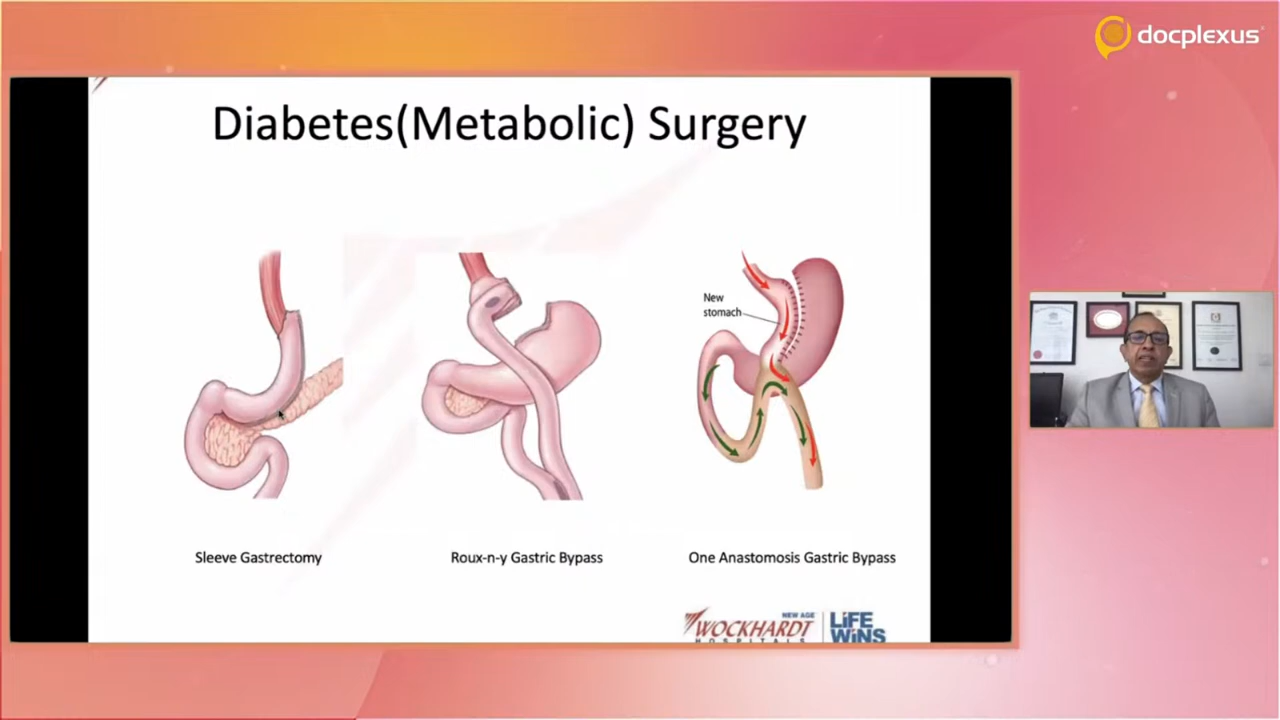 docplexus
Diabetes(Metabolic) Surgery
New
stomach
Sleeve Gastrectomy
Roux-n-y Gastric Bypass
One Anastomosis Gastric Bypass
NEW AGE
WOCKHARDT
HOSPITALS
LiFE
WiNS